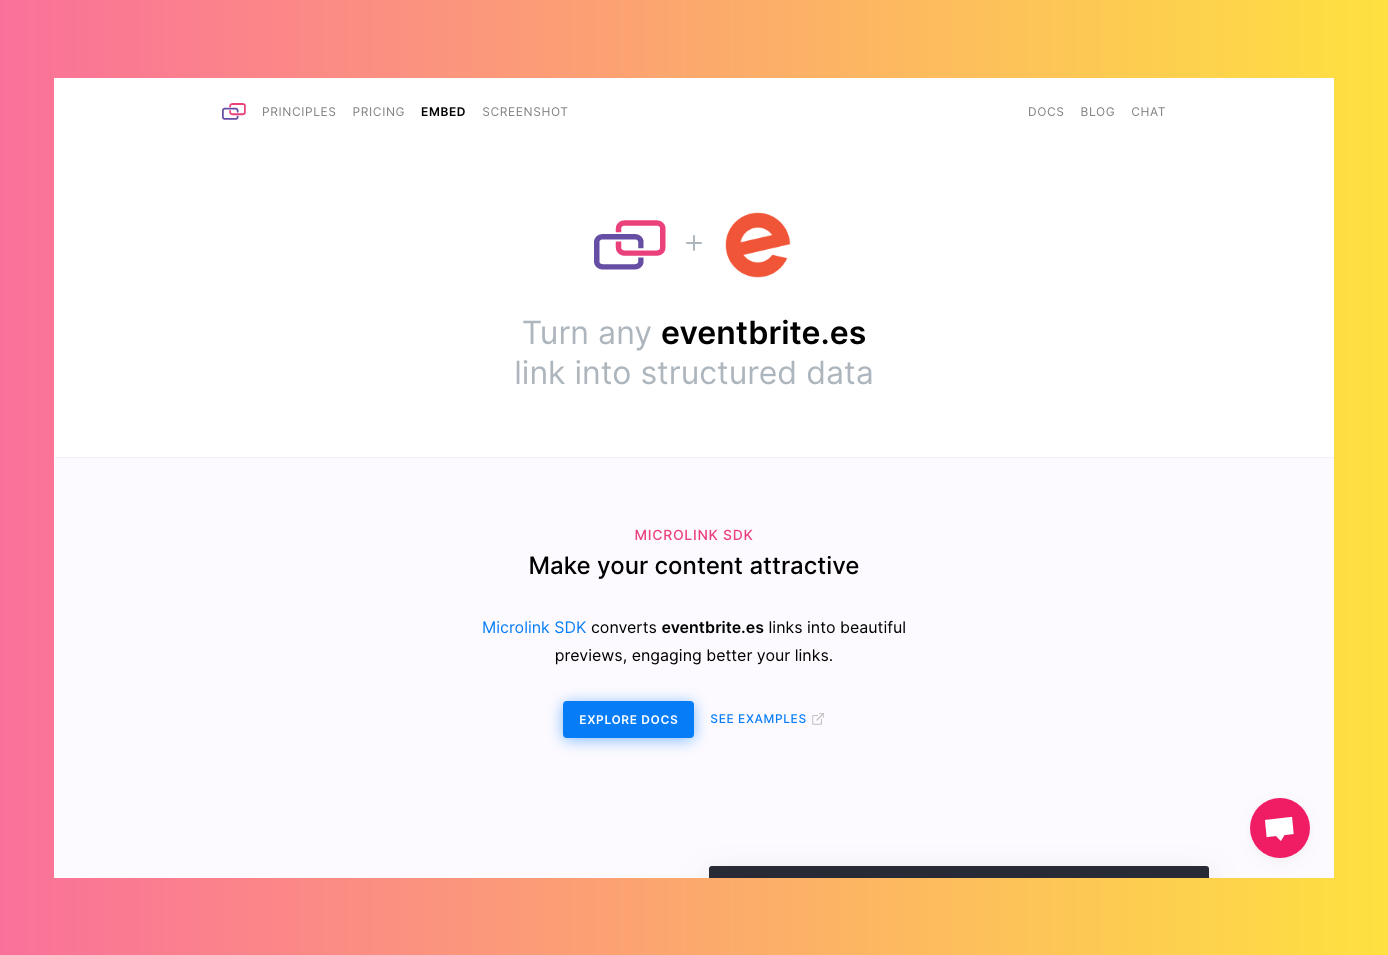 PRINCIPLES PRICING EMBED SCREENSHOT DOCS BLOG CHAT
Turn any eventbrite.es
link into structured data
MICROLINK SDK
Make your content attractive
Microlink SDK converts eventbrite.es links into beautiful
previews, engaging better your links.
EXPLORE DOCS SEE EXAMPLES